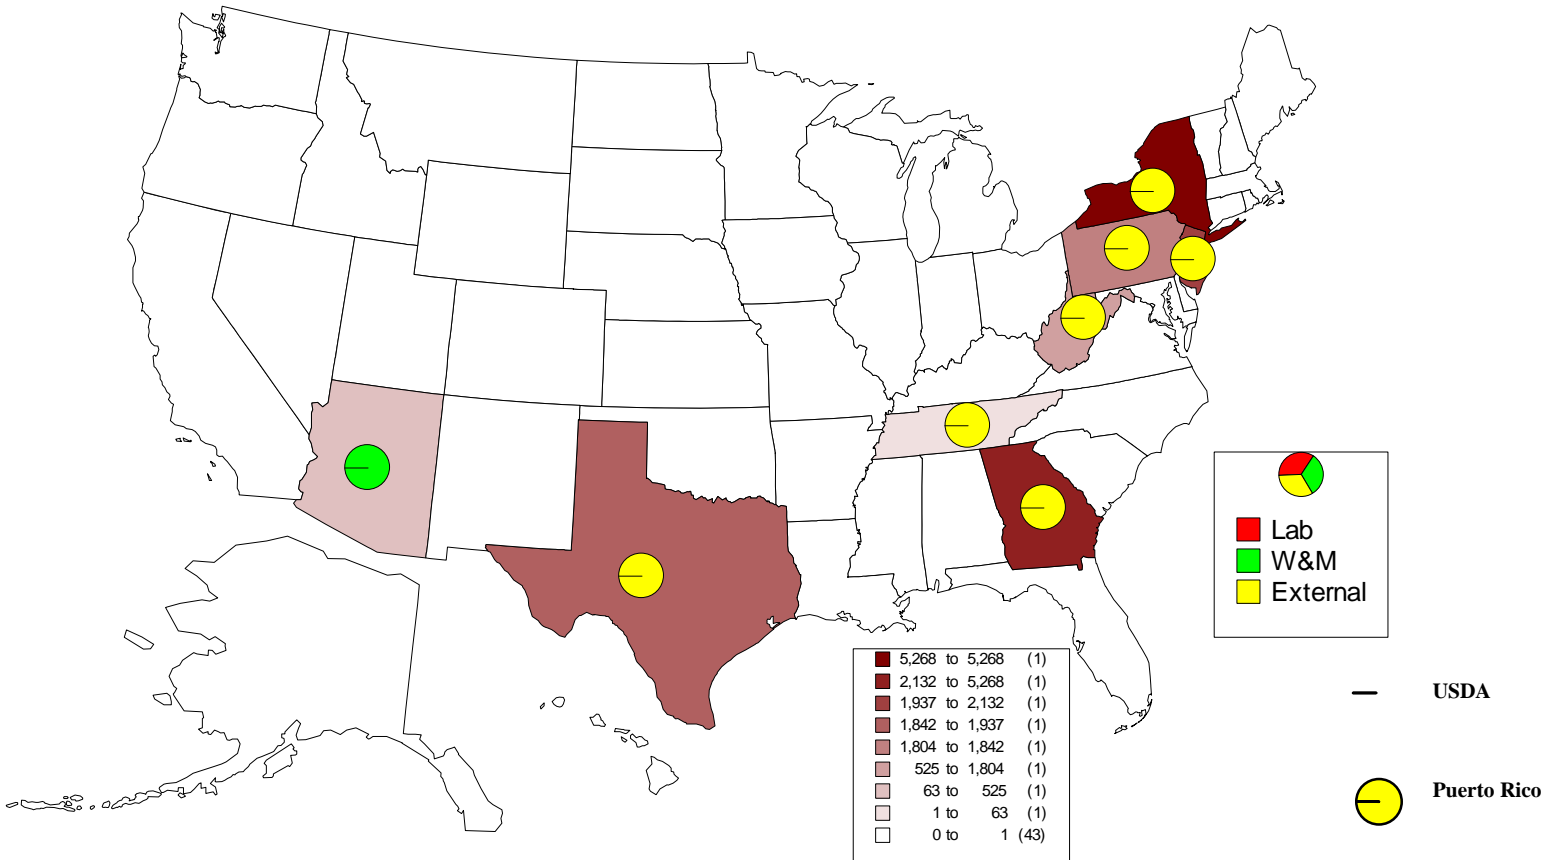 Lab
W&M
External
5,268 to 5,268 (1)
2,132 to 5,268 (1)
1,937 to 2,132 (1)
1,842 to 1,937 (1)
1,804 to 1,842 (1)
525 to 1,804 (1)
63 to 525 (1)
1 to 63 (1)
0 to 1 (43)
USDA
Puerto Rico